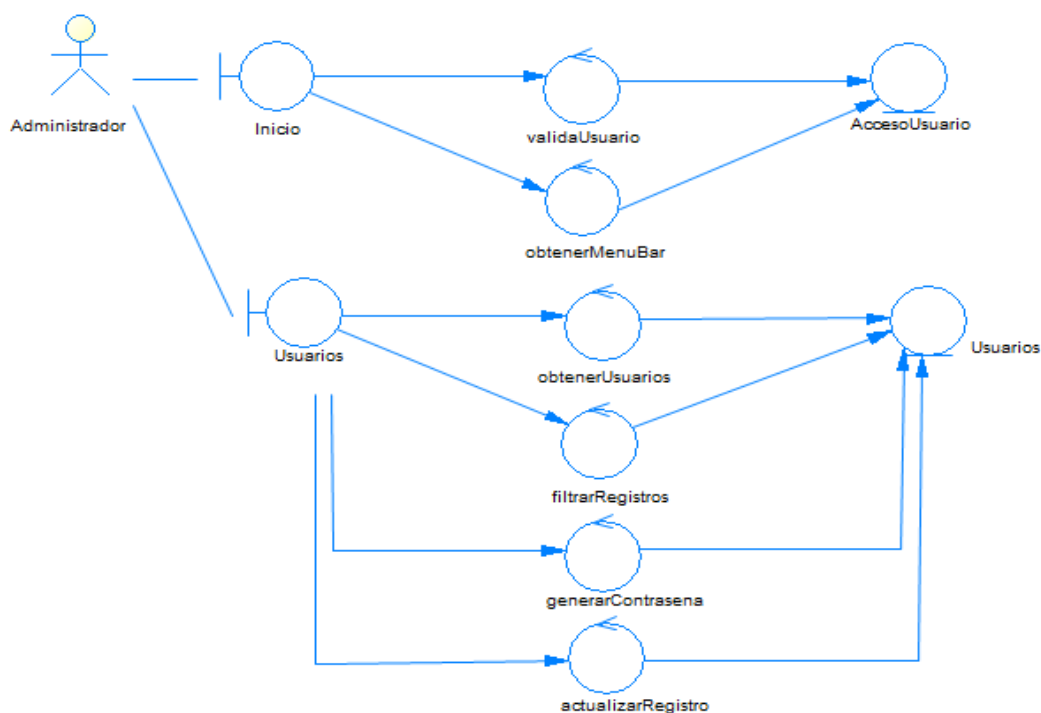 Administrador
Inicio
validaUsuario
AccesoUsuario
obtenerMenuBar
Usuarios
obtenerUsuarios
Usuarios
filtrarRegistros
generarContrasena
actualizarRegistro